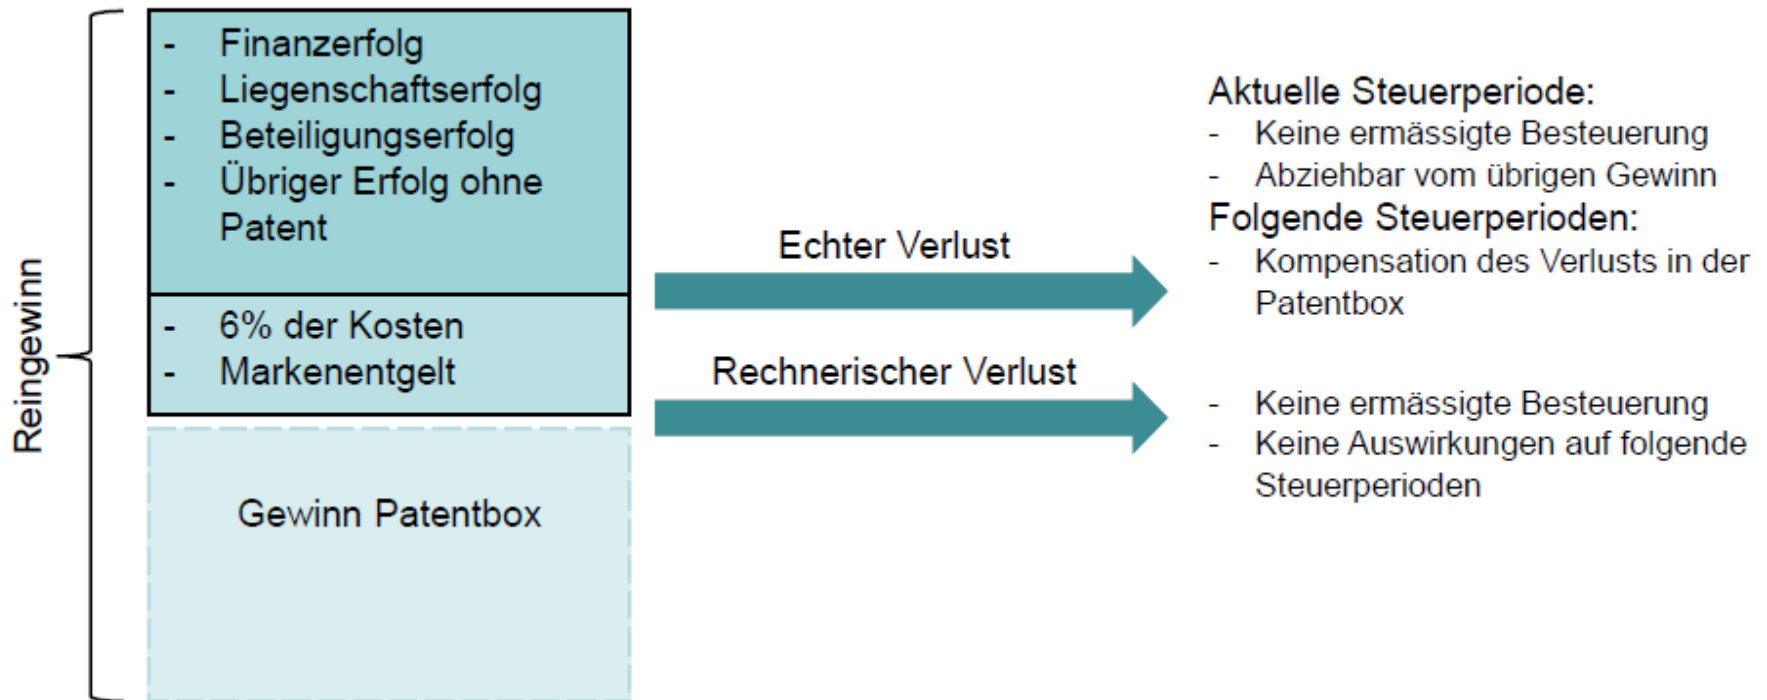 Reingewinn
- Finanzerfolg
- Liegenschaftserfolg
- Beteiligungserfolg
- Übriger Erfolg ohne
Patent
- 6% der Kosten
- Markenentgelt
Gewinn Patentbox
Echter Verlust
Rechnerischer Verlust
Aktuelle Steuerperiode:
- Keine ermässigte Besteuerung
- Abziehbar vom übrigen Gewinn
Folgende Steuerperioden:
- Kompensation des Verlusts in der
Patentbox
- Keine ermässigte Besteuerung
- Keine Auswirkungen auf folgende
Steuerperioden